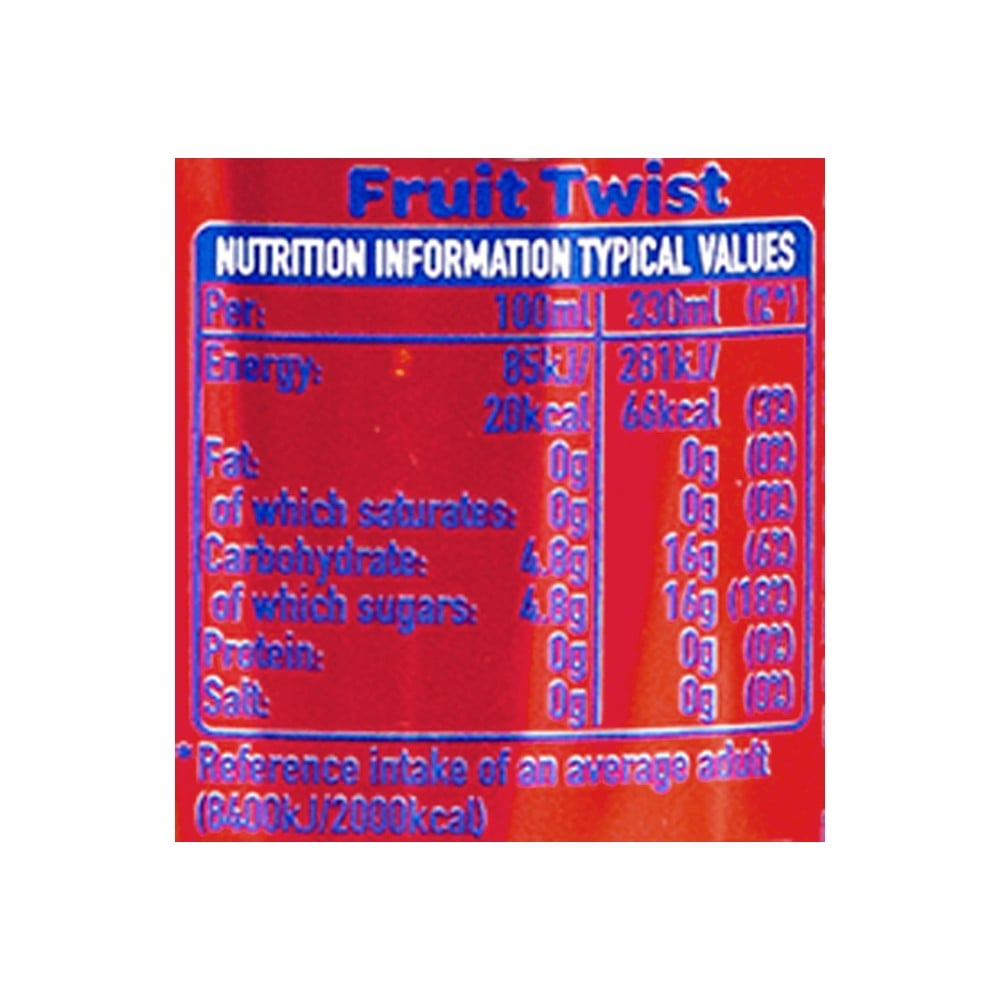 Fruit Twist
NUTRITION INFORMATION TYPICAL VALUES
Per: 100ml 330ml (%*)
Energy: 85kJ/ 281kJ/
20kcal 66kcal (3%)
Fat: 0g 0g (0%)
of which saturates: 0g 0g (0%)
Carbohydrate: 4.8g 16g (6%)
of which sugars: 4.8g 16g (18%)
Protein: 0g 0g (0%)
Salt: 0g 0g (0%)
* Reference intake of an average adult
(8400kJ/2000kcal)